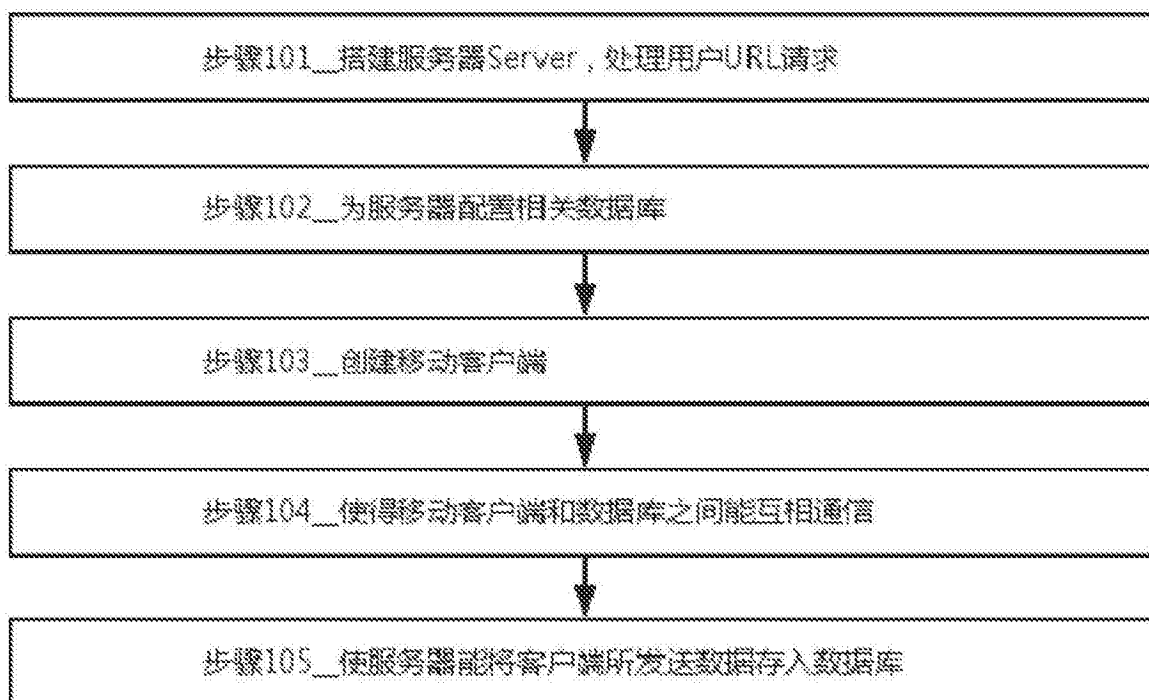 步骤101__搭建服务器Server，处理用户URL请求
步骤102__为服务器配置相关数据库
步骤103__创建移动客户端
步骤104__使得移动客户端和数据库之间能互相通信
步骤105__使服务器能将客户端所发送数据存入数据库